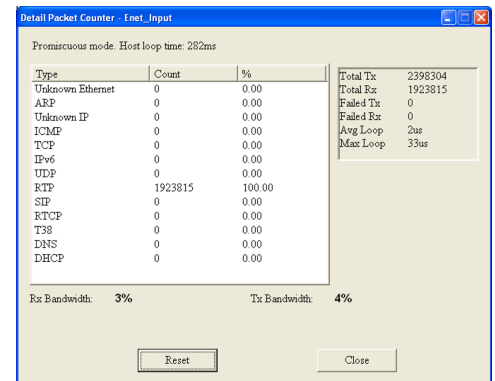 Detail Packet Counter - Enet_Input
Promiscuous mode. Host loop time: 282ms
Type Count %
Unknown Ethernet 0 0.00
ARP 0 0.00
Unknown IP 0 0.00
ICMP 0 0.00
TCP 0 0.00
IPv6 0 0.00
UDP 0 0.00
RTP 1923815 100.00
SIP 0 0.00
RTCP 0 0.00
T38 0 0.00
DNS 0 0.00
DHCP 0 0.00
Total Tx 2398304
Total Rx 1923815
Failed Tx 0
Failed Rx 0
Avg Loop 2us
Max Loop 33us
Rx Bandwidth: 3% Tx Bandwidth: 4%
Reset Close